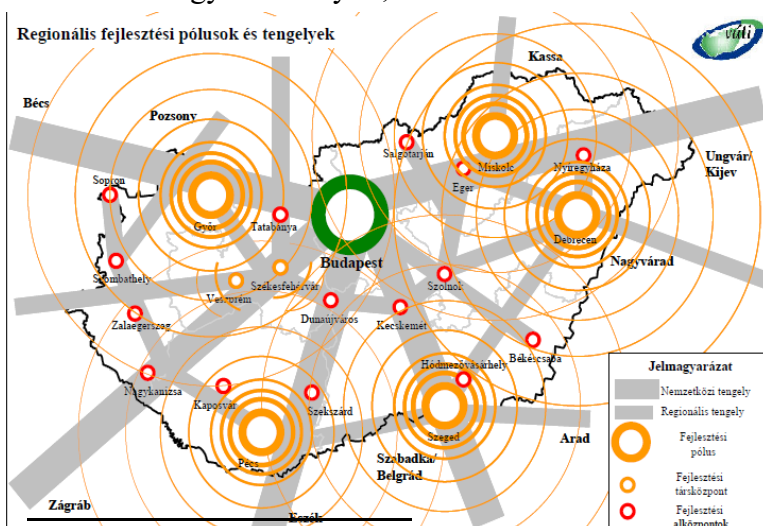 Regionális fejlesztési pólusok és tengelyek
váti
Kassa
Bécs
Pozsony
Salgótarján
Miskolc
Nyíregyháza
Ungvár/
Kijev
Eger
Sopron
Győr
Tatabánya
Debrecen
Budapest
Nagyvárad
Szombathely
Székesfehérvár
Szolnok
Veszprém
Dunaújváros
Kecskemét
Zalaegerszeg
Békéscsaba
Hódmezővásárhely
Nagykanizsa
Kaposvár
Szekszárd
Szeged
Arad
Pécs
Szabadka/
Belgrád
Zágráb
Eszék
Jelmagyarázat
Nemzetközi tengely
Regionális tengely
Fejlesztési
pólus
Fejlesztési
társközpont
Fejlesztési
alközpontok